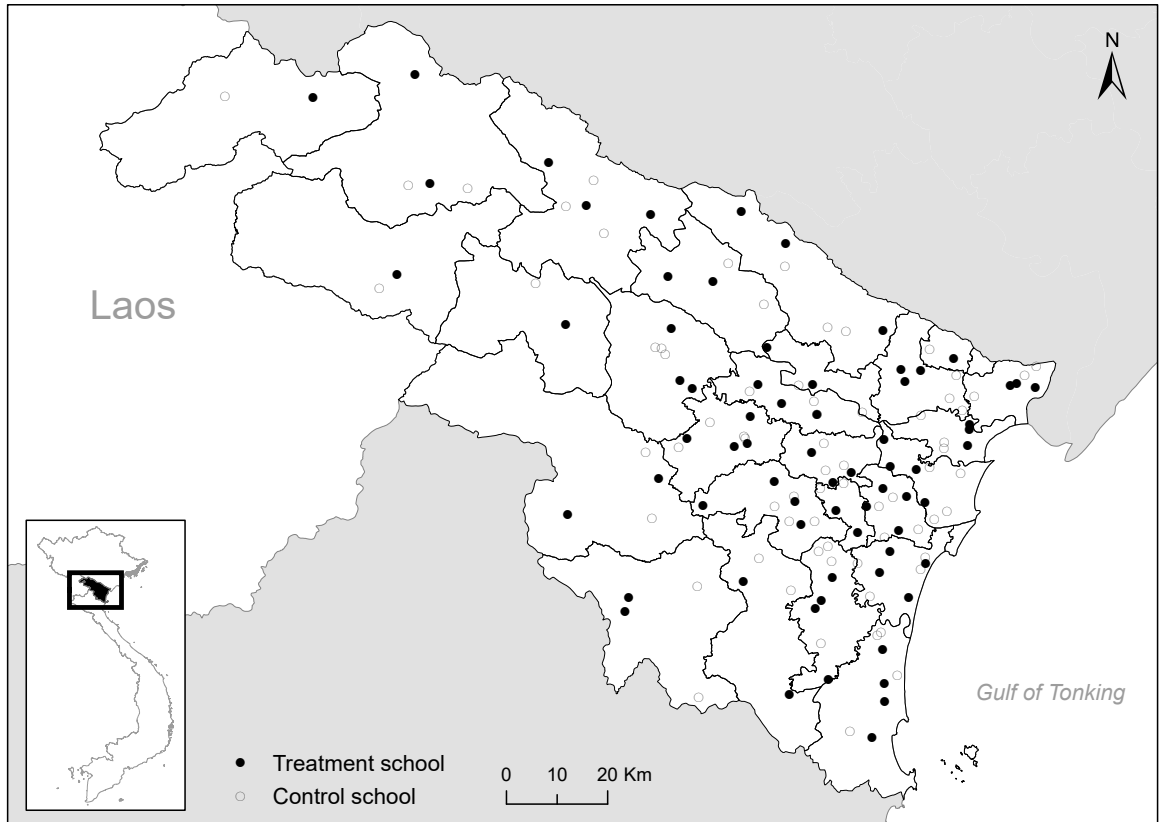 N
Laos
Gulf of Tonking
Treatment school
Control school
0 10 20 Km